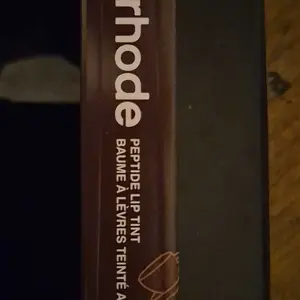 rhode
PEPTIDE LIP TINT
BAUME À LÈVRES TEINTÉ A